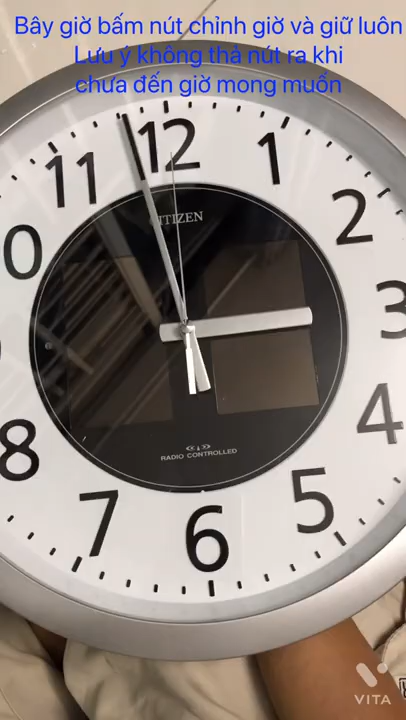 Bây giờ bấm nút chỉnh giờ và giữ luôn
Lưu ý không thả nút ra khi
chưa đến giờ mong muốn
12
11
1
CITIZEN
2
0
3
4
8
RADIO CONTROLLED
5
7
6
VITA